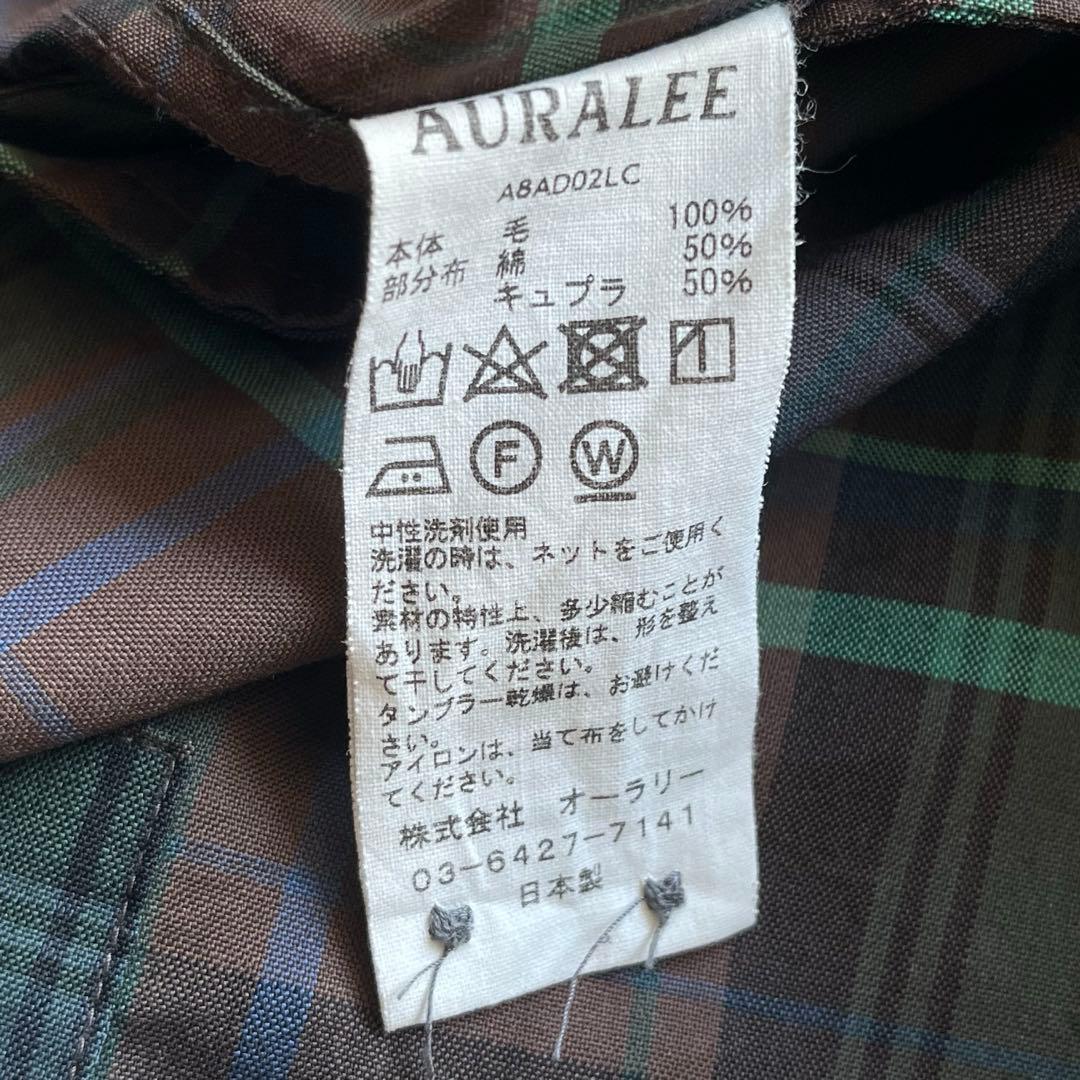 AURALEE
A8AD02LC
本体 毛 100%
部分布 綿 50%
キュプラ 50%
F W
中性洗剤使用
洗濯の時は、ネットをご使用く
ださい。
素材の特性上、多少縮むことが
あります。洗濯後は、形を整え
て干してください。
タンブラー乾燥は、お避けくだ
さい。
アイロンは、当て布をしてかけ
てください。
株式会社 オーラリー
03-6427-7141
日本製